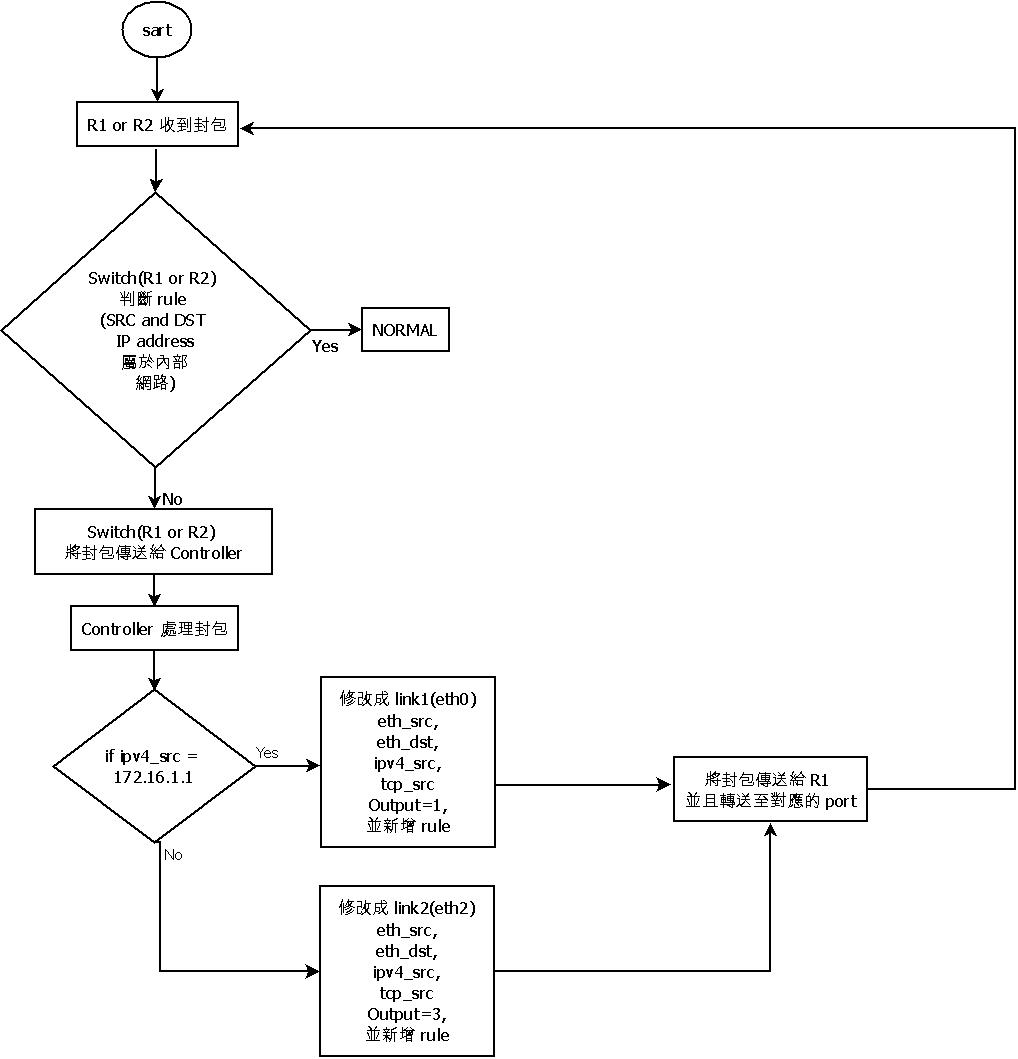 sart
R1 or R2 收到封包
Switch(R1 or R2)
判斷 rule
(SRC and DST
IP address
屬於內部
網路)
Yes
NORMAL
No
Switch(R1 or R2)
將封包傳送給 Controller
Controller 處理封包
if ipv4_src =
172.16.1.1
Yes
修改成 link1(eth0)
eth_src,
eth_dst,
ipv4_src,
tcp_src
Output=1,
並新增 rule
將封包傳送給 R1
並且轉送至對應的 port
No
修改成 link2(eth2)
eth_src,
eth_dst,
ipv4_src,
tcp_src
Output=3,
並新增 rule